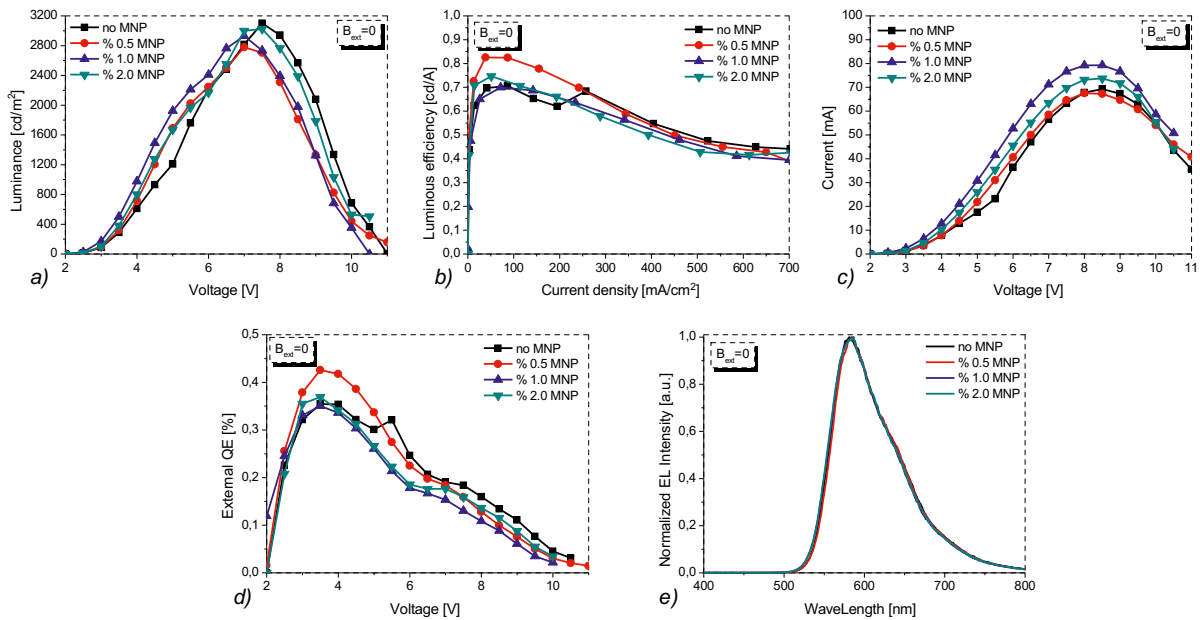 3200
2800
2400
2000
1600
1200
800
400
0
Luminance [cd/m²]
no MNP
% 0.5 MNP
% 1.0 MNP
% 2.0 MNP
B_ext=0
2 4 6 8 10
Voltage [V]
a)
1,0
0,9
0,8
0,7
0,6
0,5
0,4
0,3
0,2
0,1
0,0
Luminous efficiency [cd/A]
B_ext=0
no MNP
% 0.5 MNP
% 1.0 MNP
% 2.0 MNP
0 100 200 300 400 500 600 700
Current density [mA/cm²]
b)
100
90
80
70
60
50
40
30
20
10
0
Current [mA]
no MNP
% 0.5 MNP
% 1.0 MNP
% 2.0 MNP
B_ext=0
2 3 4 5 6 7 8 9 10 11
Voltage [V]
c)
0,5
0,4
0,3
0,2
0,1
0,0
External QE [%]
B_ext=0
no MNP
% 0.5 MNP
% 1.0 MNP
% 2.0 MNP
2 4 6 8 10
Voltage [V]
d)
1,0
0,8
0,6
0,4
0,2
0,0
Normalized EL Intensity [a.u.]
B_ext=0
no MNP
% 0.5 MNP
% 1.0 MNP
% 2.0 MNP
400 500 600 700 800
WaveLength [nm]
e)